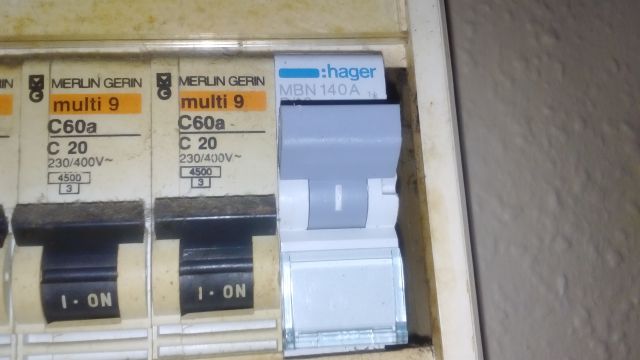 MERLIN GERIN
multi 9
C60a
C 20
230/400V~
4500
3
I · ON
MERLIN GERIN
multi 9
C60a
C 20
230/400V~
4500
3
I · ON
:hager
MBN 140A